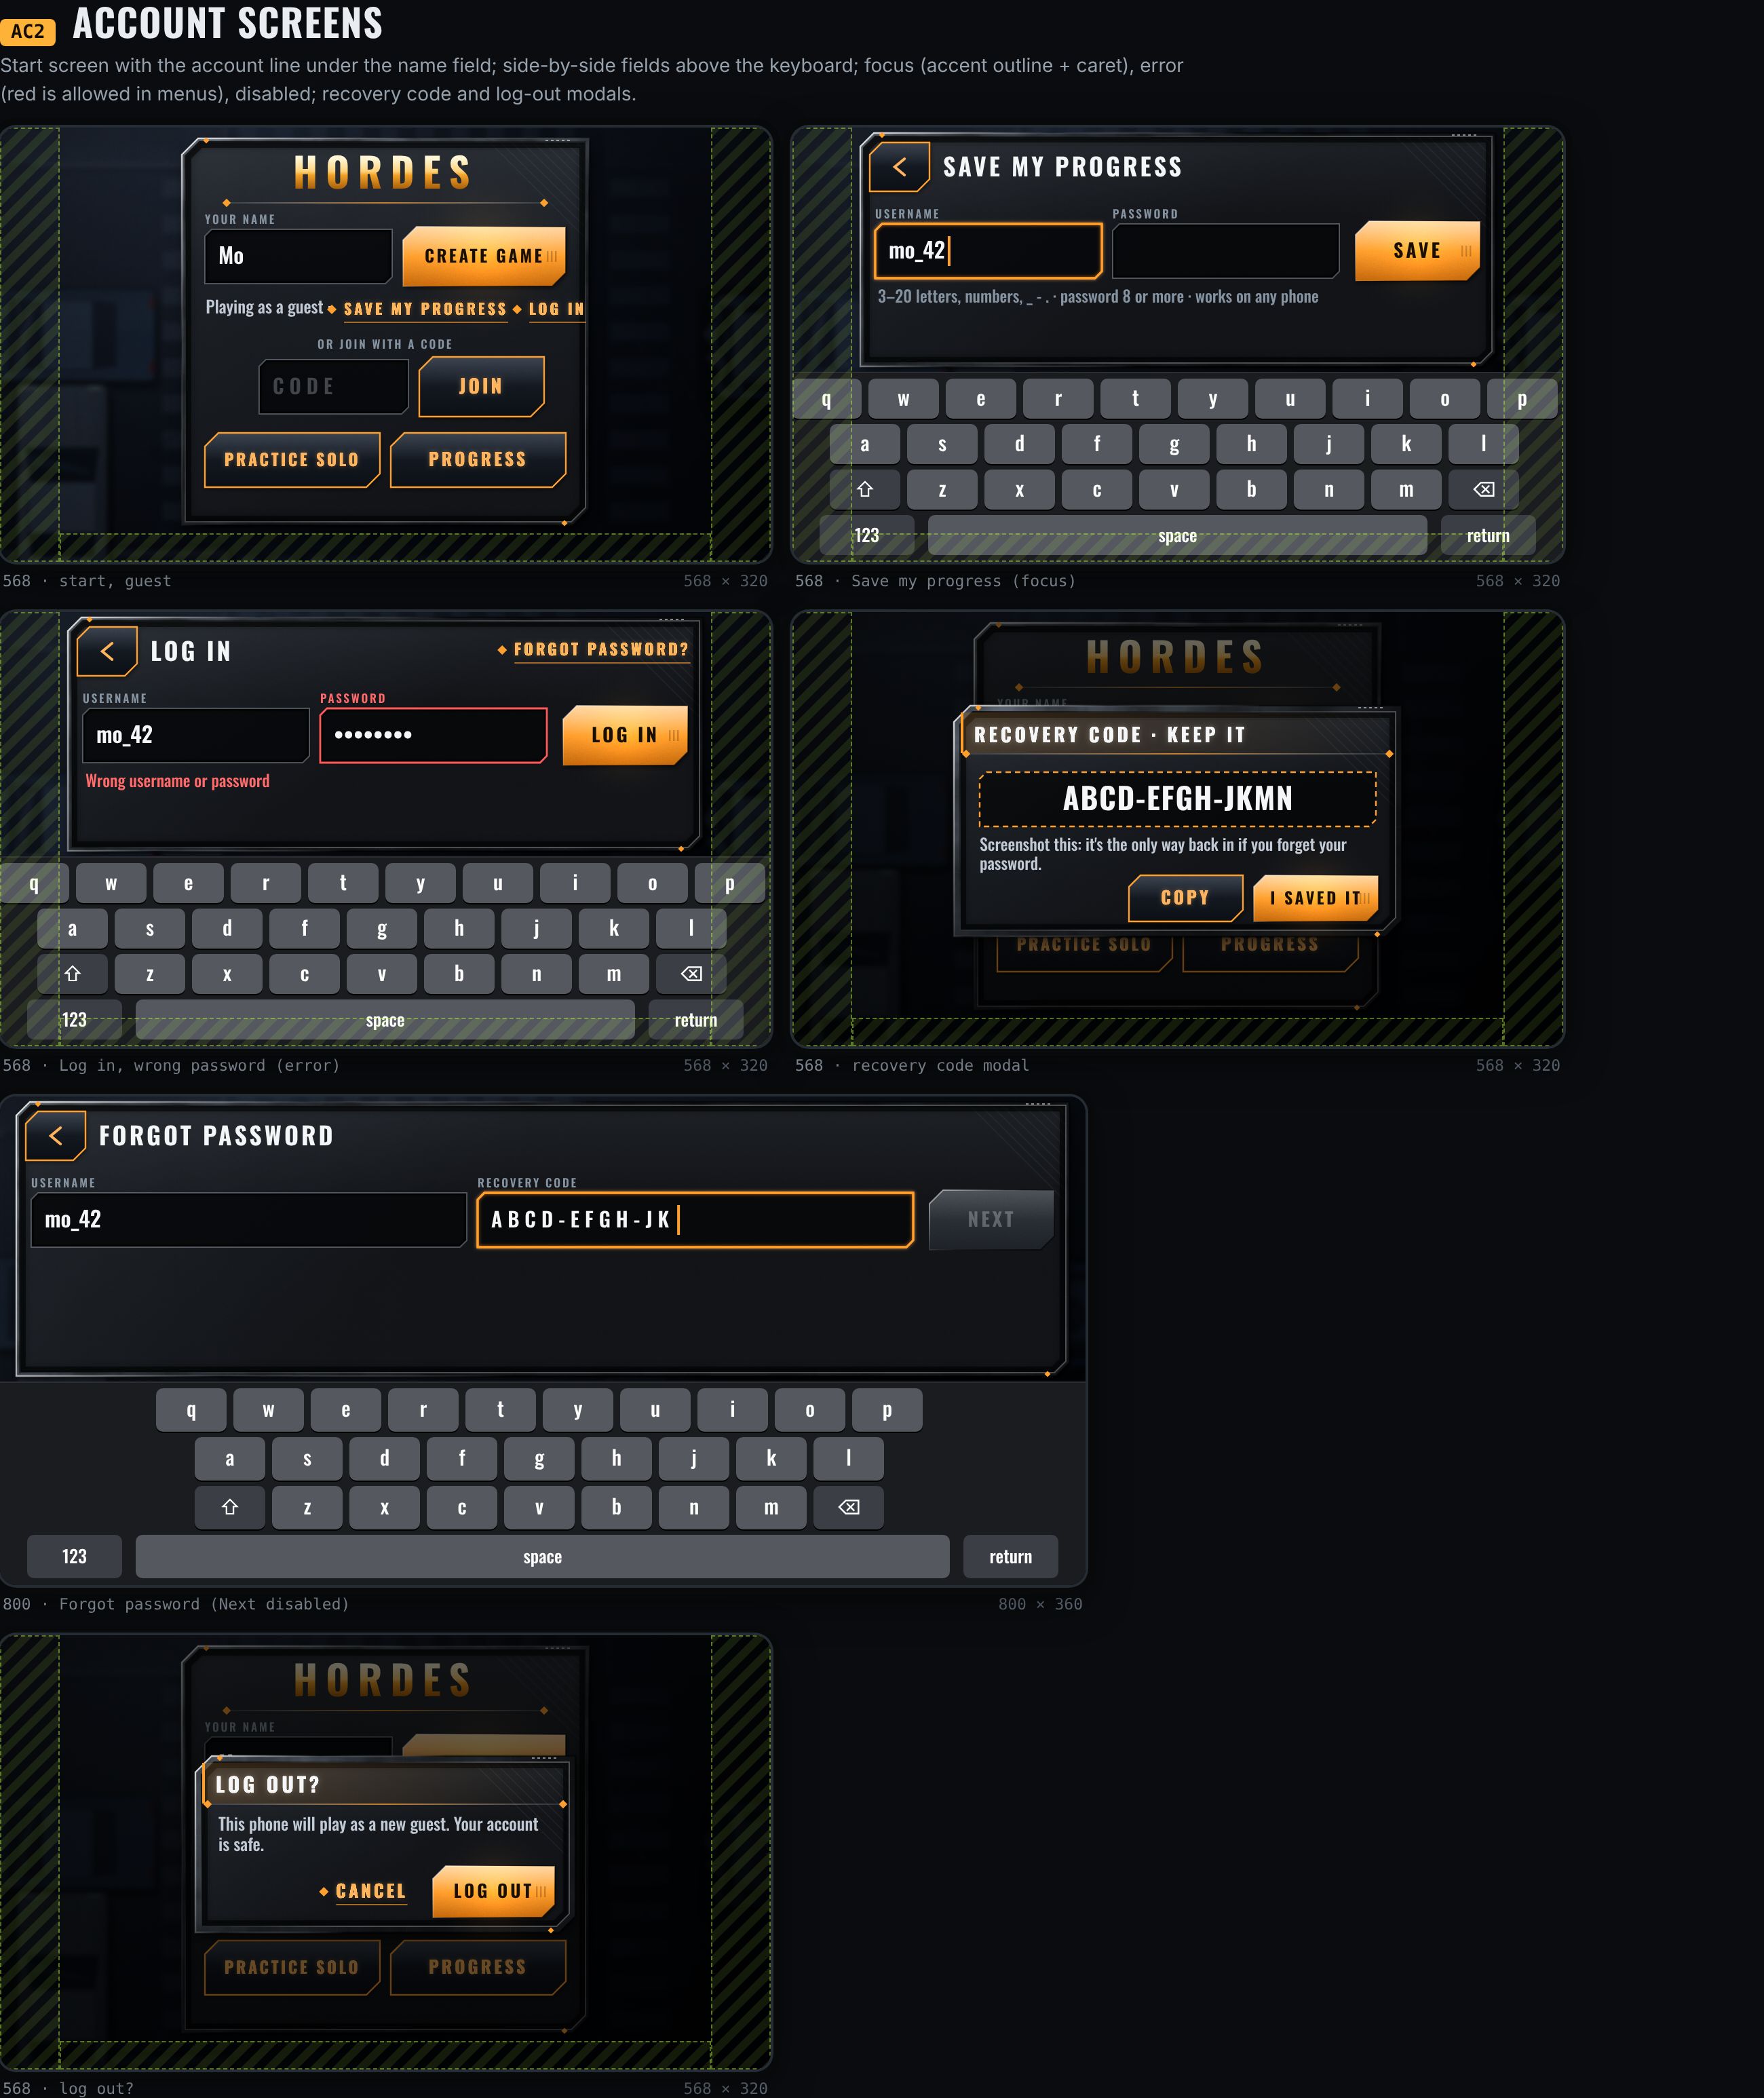 AC2 ACCOUNT SCREENS
Start screen with the account line under the name field; side-by-side fields above the keyboard; focus (accent outline + caret), error
(red is allowed in menus), disabled; recovery code and log-out modals.
HORDES
YOUR NAME
Mo
CREATE GAME
Playing as a guest SAVE MY PROGRESS LOG IN
OR JOIN WITH A CODE
CODE
JOIN
PRACTICE SOLO
PROGRESS
568 · start, guest
568 × 320
SAVE MY PROGRESS
USERNAME
PASSWORD
mo_42
SAVE
3–20 letters, numbers, _ - . · password 8 or more · works on any phone
q w e r t y u i o p
a s d f g h j k l
z x c v b n m
123 space return
568 · Save my progress (focus)
568 × 320
LOG IN
FORGOT PASSWORD?
USERNAME
PASSWORD
mo_42
LOG IN
Wrong username or password
q w e r t y u i o p
a s d f g h j k l
z x c v b n m
123 space return
568 · Log in, wrong password (error)
568 × 320
HORDES
YOUR NAME
RECOVERY CODE · KEEP IT
ABCD-EFGH-JKMN
Screenshot this: it's the only way back in if you forget your
password.
COPY
I SAVED IT
PRACTICE SOLO
PROGRESS
568 · recovery code modal
568 × 320
FORGOT PASSWORD
USERNAME
RECOVERY CODE
mo_42
ABCD-EFGH-JK
NEXT
q w e r t y u i o p
a s d f g h j k l
z x c v b n m
123 space return
800 · Forgot password (Next disabled)
800 × 360
HORDES
YOUR NAME
LOG OUT?
This phone will play as a new guest. Your account
is safe.
CANCEL
LOG OUT
PRACTICE SOLO
PROGRESS
568 · log out?
568 × 320